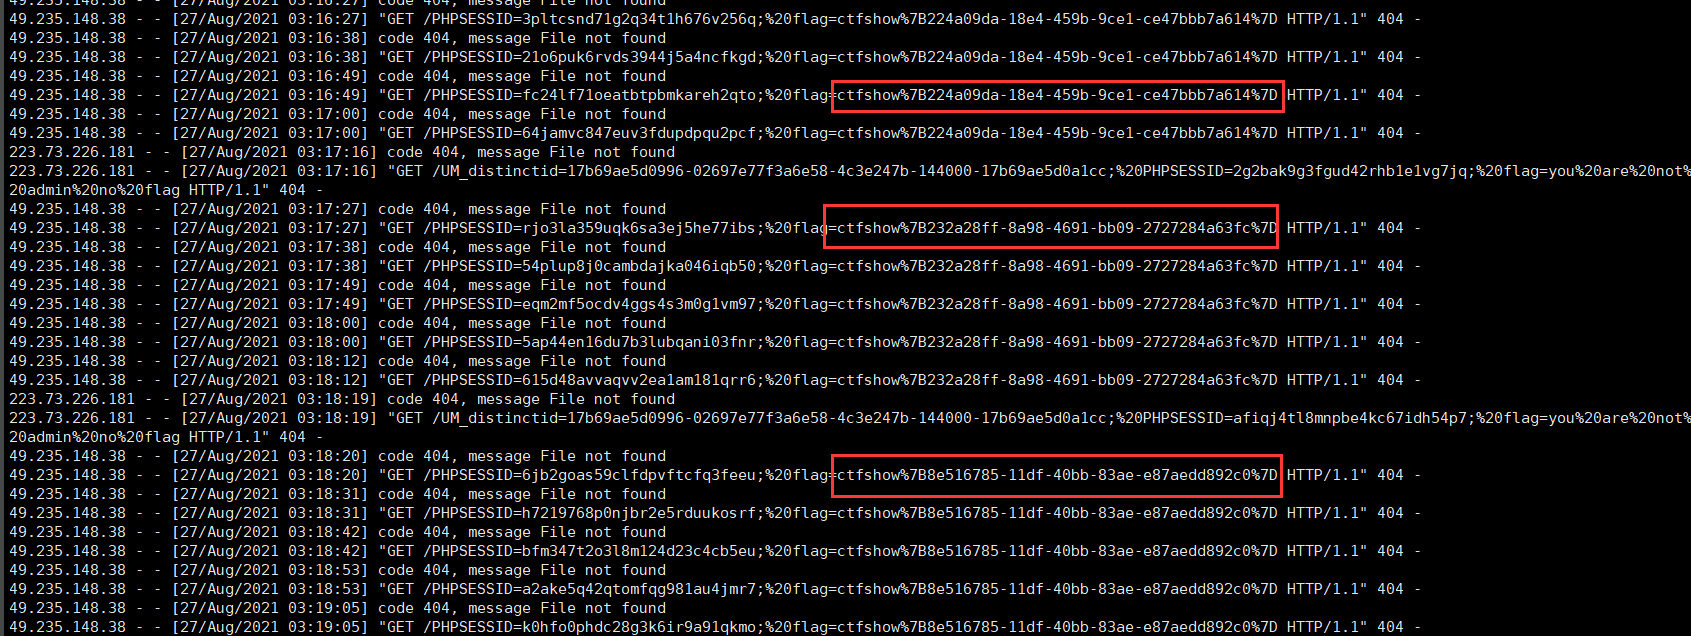 49.235.148.38 - - [27/Aug/2021 03:16:27] code 404, message File not found
49.235.148.38 - - [27/Aug/2021 03:16:27] "GET /PHPSESSID=3pltcsnd71g2q34t1h676v256q;%20flag=ctfshow%7B224a09da-18e4-459b-9ce1-ce47bbb7a614%7D HTTP/1.1" 404 -
49.235.148.38 - - [27/Aug/2021 03:16:38] code 404, message File not found
49.235.148.38 - - [27/Aug/2021 03:16:38] "GET /PHPSESSID=21o6puk6rvds3944j5a4ncfkgd;%20flag=ctfshow%7B224a09da-18e4-459b-9ce1-ce47bbb7a614%7D HTTP/1.1" 404 -
49.235.148.38 - - [27/Aug/2021 03:16:49] code 404, message File not found
49.235.148.38 - - [27/Aug/2021 03:16:49] "GET /PHPSESSID=fc24lf71oeatbtpbmkareh2qto;%20flag=ctfshow%7B224a09da-18e4-459b-9ce1-ce47bbb7a614%7D HTTP/1.1" 404 -
49.235.148.38 - - [27/Aug/2021 03:17:00] code 404, message File not found
49.235.148.38 - - [27/Aug/2021 03:17:00] "GET /PHPSESSID=64jamvc847euv3fdupdpqu2pcf;%20flag=ctfshow%7B224a09da-18e4-459b-9ce1-ce47bbb7a614%7D HTTP/1.1" 404 -
223.73.226.181 - - [27/Aug/2021 03:17:16] code 404, message File not found
223.73.226.181 - - [27/Aug/2021 03:17:16] "GET /UM_distinctid=17b69ae5d0996-02697e77f3a6e58-4c3e247b-144000-17b69ae5d0a1cc;%20PHPSESSID=2g2bak9g3fgud42rhb1e1vg7jq;%20flag=you%20are%20not%
20admin%20no%20flag HTTP/1.1" 404 -
49.235.148.38 - - [27/Aug/2021 03:17:27] code 404, message File not found
49.235.148.38 - - [27/Aug/2021 03:17:27] "GET /PHPSESSID=rjo3la359uqk6sa3ej5he77ibs;%20flag=ctfshow%7B232a28ff-8a98-4691-bb09-2727284a63fc%7D HTTP/1.1" 404 -
49.235.148.38 - - [27/Aug/2021 03:17:38] code 404, message File not found
49.235.148.38 - - [27/Aug/2021 03:17:38] "GET /PHPSESSID=54plup8j0cambdajka046iqb50;%20flag=ctfshow%7B232a28ff-8a98-4691-bb09-2727284a63fc%7D HTTP/1.1" 404 -
49.235.148.38 - - [27/Aug/2021 03:17:49] code 404, message File not found
49.235.148.38 - - [27/Aug/2021 03:17:49] "GET /PHPSESSID=eqm2mf5ocdv4ggs4s3m0g1vm97;%20flag=ctfshow%7B232a28ff-8a98-4691-bb09-2727284a63fc%7D HTTP/1.1" 404 -
49.235.148.38 - - [27/Aug/2021 03:18:00] code 404, message File not found
49.235.148.38 - - [27/Aug/2021 03:18:00] "GET /PHPSESSID=5ap44en16du7b3lubqani03fnr;%20flag=ctfshow%7B232a28ff-8a98-4691-bb09-2727284a63fc%7D HTTP/1.1" 404 -
49.235.148.38 - - [27/Aug/2021 03:18:12] code 404, message File not found
49.235.148.38 - - [27/Aug/2021 03:18:12] "GET /PHPSESSID=615d48avvaqvv2ea1am181qrr6;%20flag=ctfshow%7B232a28ff-8a98-4691-bb09-2727284a63fc%7D HTTP/1.1" 404 -
223.73.226.181 - - [27/Aug/2021 03:18:19] code 404, message File not found
223.73.226.181 - - [27/Aug/2021 03:18:19] "GET /UM_distinctid=17b69ae5d0996-02697e77f3a6e58-4c3e247b-144000-17b69ae5d0a1cc;%20PHPSESSID=afiqj4tl8mnpbe4kc67idh54p7;%20flag=you%20are%20not%
20admin%20no%20flag HTTP/1.1" 404 -
49.235.148.38 - - [27/Aug/2021 03:18:20] code 404, message File not found
49.235.148.38 - - [27/Aug/2021 03:18:20] "GET /PHPSESSID=6jb2goas59clfdpvftcfq3feeu;%20flag=ctfshow%7B8e516785-11df-40bb-83ae-e87aedd892c0%7D HTTP/1.1" 404 -
49.235.148.38 - - [27/Aug/2021 03:18:31] code 404, message File not found
49.235.148.38 - - [27/Aug/2021 03:18:31] "GET /PHPSESSID=h7219768p0njbr2e5rduukosrf;%20flag=ctfshow%7B8e516785-11df-40bb-83ae-e87aedd892c0%7D HTTP/1.1" 404 -
49.235.148.38 - - [27/Aug/2021 03:18:42] code 404, message File not found
49.235.148.38 - - [27/Aug/2021 03:18:42] "GET /PHPSESSID=bfm347t2o3l8m124d23c4cb5eu;%20flag=ctfshow%7B8e516785-11df-40bb-83ae-e87aedd892c0%7D HTTP/1.1" 404 -
49.235.148.38 - - [27/Aug/2021 03:18:53] code 404, message File not found
49.235.148.38 - - [27/Aug/2021 03:18:53] "GET /PHPSESSID=a2ake5q42qtomfqg981au4jmr7;%20flag=ctfshow%7B8e516785-11df-40bb-83ae-e87aedd892c0%7D HTTP/1.1" 404 -
49.235.148.38 - - [27/Aug/2021 03:19:05] code 404, message File not found
49.235.148.38 - - [27/Aug/2021 03:19:05] "GET /PHPSESSID=k0hfo0phdc28g3k6ir9a91qkmo;%20flag=ctfshow%7B8e516785-11df-40bb-83ae-e87aedd892c0%7D HTTP/1.1" 404 -